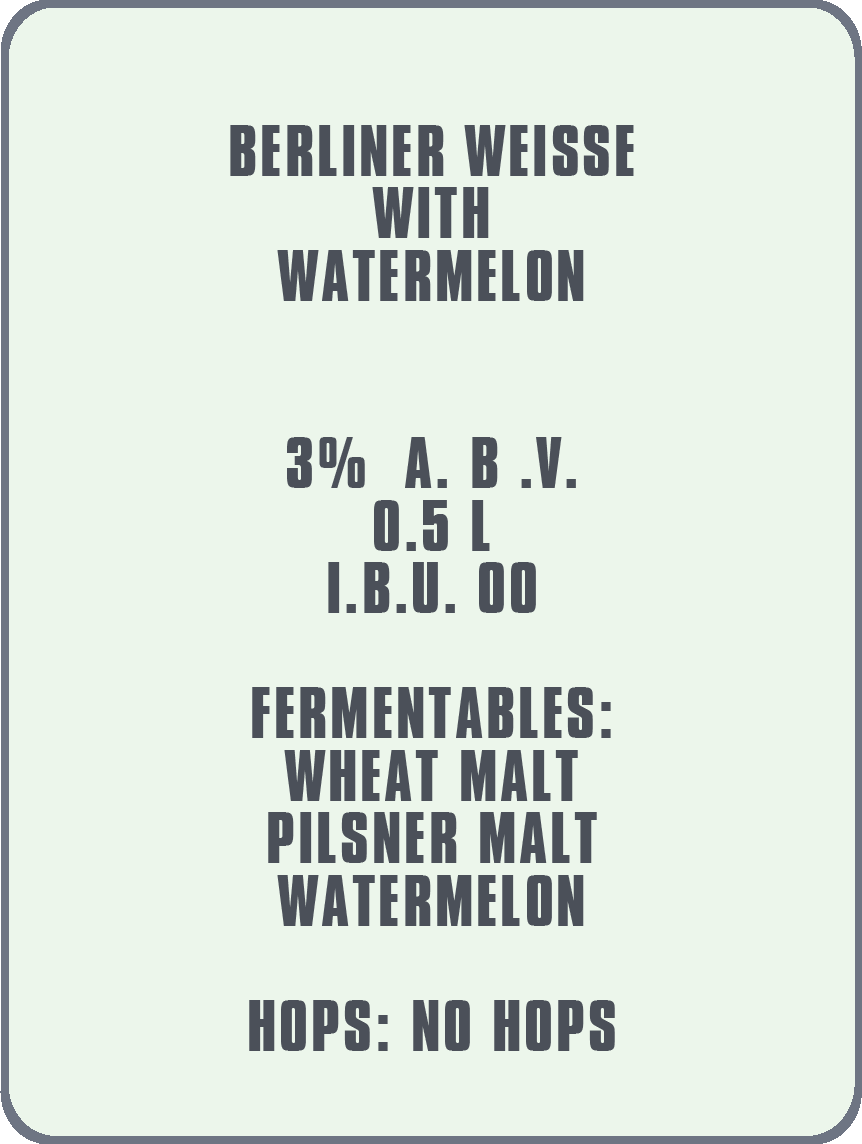 BERLINER WEISSE
WITH
WATERMELON
3% A. B .V.
0.5 L
I.B.U. 00
FERMENTABLES:
WHEAT MALT
PILSNER MALT
WATERMELON
HOPS: NO HOPS